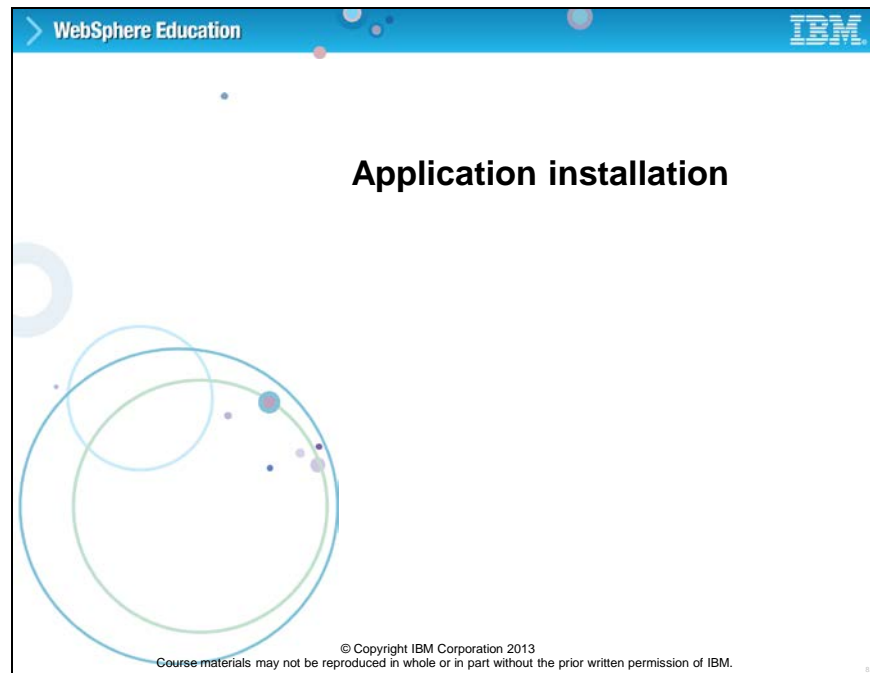 WebSphere Education
IBM.
Application installation
© Copyright IBM Corporation 2013
Course materials may not be reproduced in whole or in part without the prior written permission of IBM.